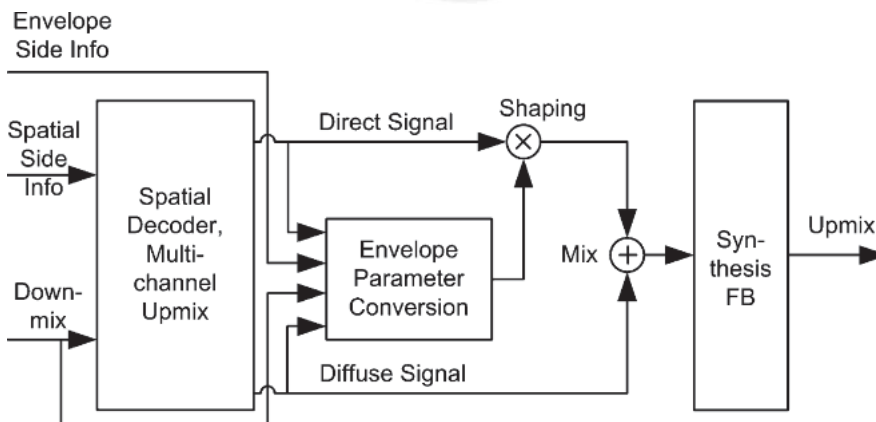 Envelope
Side Info
Spatial
Side
Info
Down-
mix
Spatial
Decoder,
Multi-
channel
Upmix
Direct Signal
Shaping
Envelope
Parameter
Conversion
Mix
Diffuse Signal
Syn-
thesis
FB
Upmix